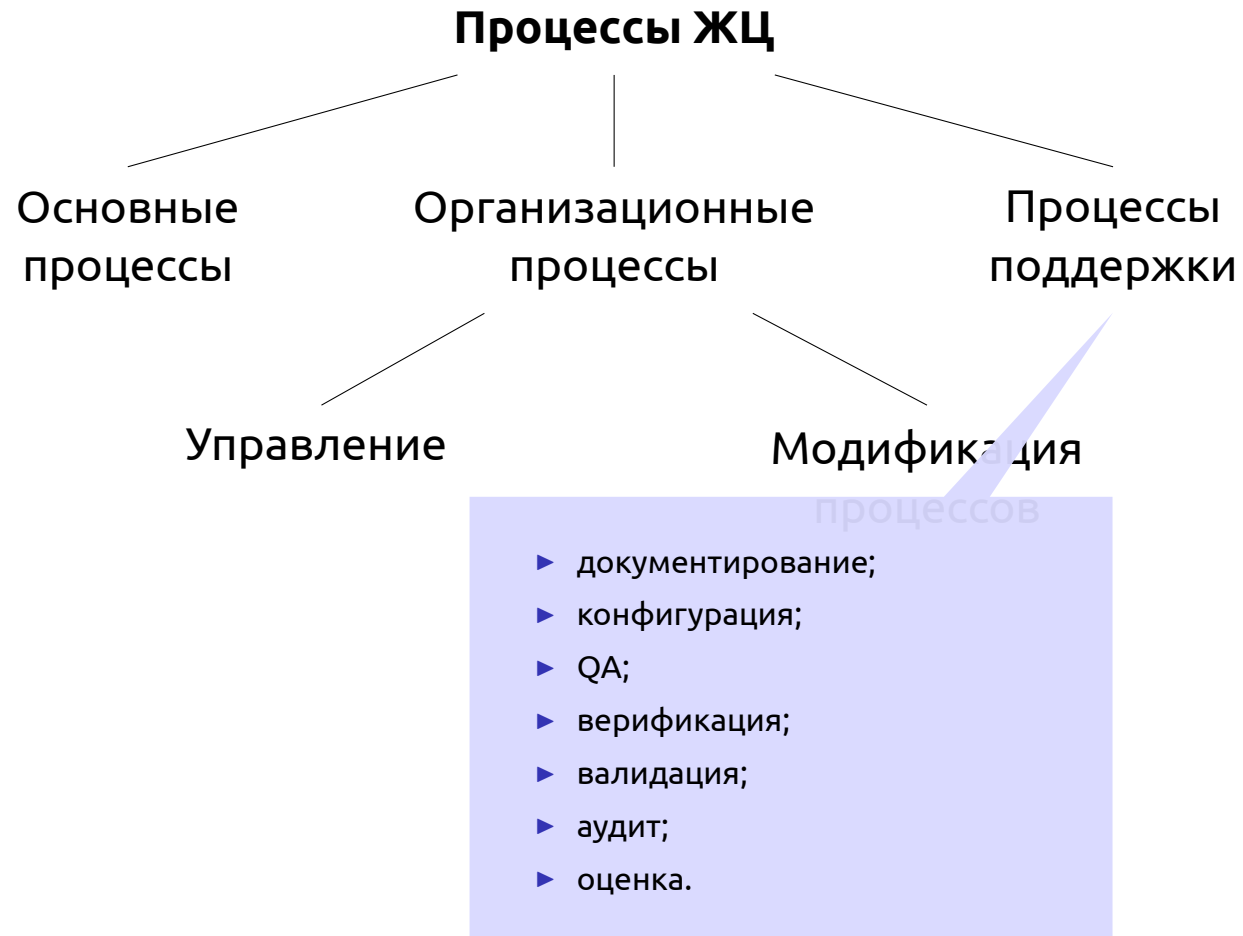 Процессы ЖЦ
Основные
процессы
Организационные
процессы
Процессы
поддержки
Управление
Модификация
процессов
► документирование;
► конфигурация;
► QA;
► верификация;
► валидация;
► аудит;
► оценка.